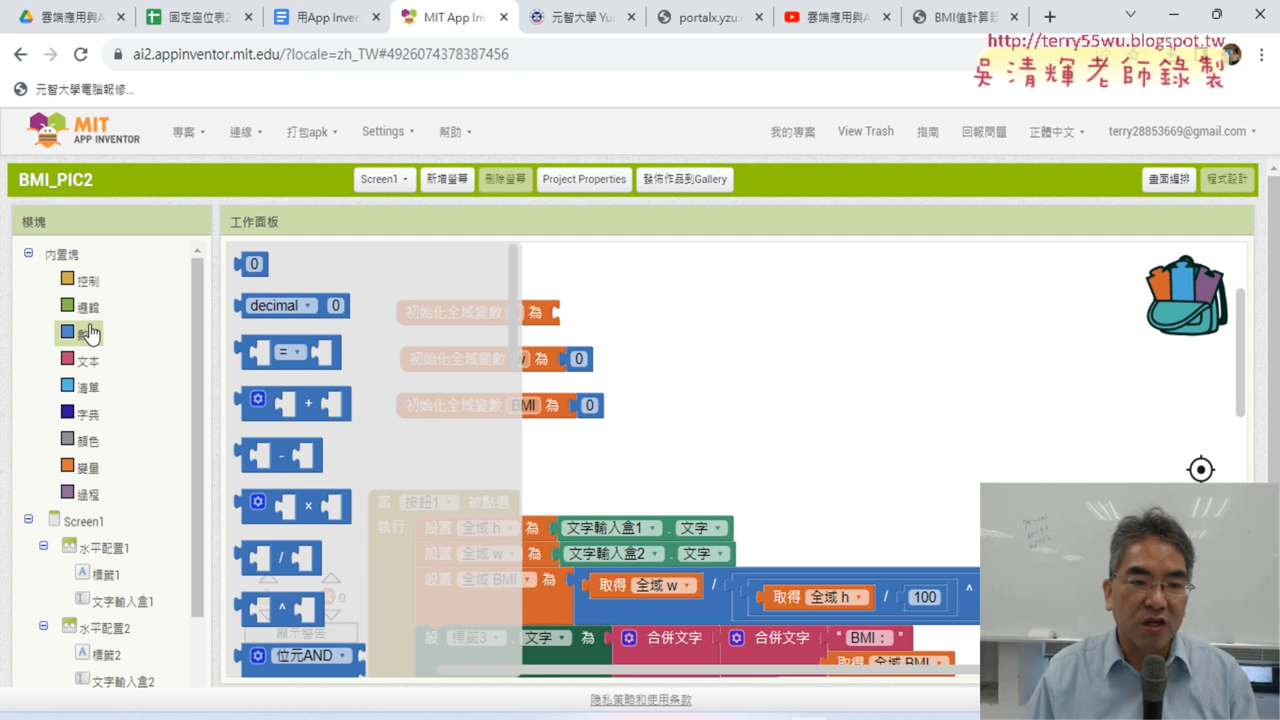 雲端應用與A
固定座位表2
用App Inven
MIT App Inv
元智大學 Yu
portalx.yzu.
雲端應用與A
BMI值計算
ai2.appinventor.mit.edu/?locale=zh_TW#4926074378387456
http://terry55wu.blogspot.tw
吳清輝老師錄製
元智大學電腦報修...
MIT
APP INVENTOR
專案
連線
打包apk
Settings
幫助
我的專案
View Trash
指南
回報問題
正體中文
terry28853669@gmail.com
BMI_PIC2
Screen1
新增螢幕
刪除螢幕
Project Properties
發佈作品到Gallery
畫面編排
程式設計
模塊
工作面板
內置塊
控制
邏輯
文本
清單
字典
顏色
變量
過程
Screen1
水平配置1
標籤1
文字輸入盒1
水平配置2
標籤2
文字輸入盒2
0
decimal 0
=
+
-
×
/
^
位元AND
初始化全域變數 為
初始化全域變數 w 為 0
初始化全域變數 BMI 為 0
當 按鈕1 被點選
執行 設置 全域 h 為 文字輸入盒1 . 文字
設置 全域 w 為 文字輸入盒2 . 文字
設置 全域 BMI 為 取得 全域 w / 取得 全域 h / 100 ^
設 標籤3 . 文字 為 合併文字 合併文字 " BMI： "
取得 全域 BMI
0
顯示警告
隐私策略和使用条款